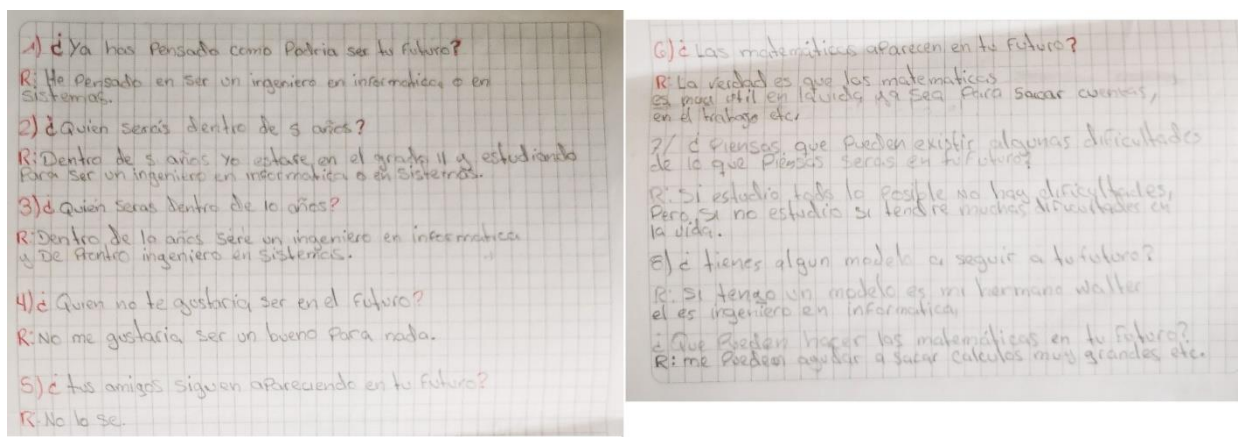 1) ¿Ya has Pensado como Podria ser tu Futuro?
R: He Pensado en ser un ingeniero en informatica o en
sistemas.
2) ¿Quien seras dentro de 5 años?
R: Dentro de 5 años yo estare en el grado 11 y estudiando
Para ser un ingeniero en informatica o en sistemas.
3) ¿Quien seras dentro de 10 años?
R: Dentro de 10 años sere un ingeniero en informatica
y De ingeniero en sistemas.
4) ¿Quien no te gustaria ser en el Futuro?
R: No me gustaria ser un bueno Para nada.
5) ¿tus amigos siguen apareciendo en tu Futuro?
R: No lo se.
6) ¿Las matemáticas aparecen en tu Futuro?
R: La verdad es que las matematicas
es muy util en la vida ya sea Para sacar cuentas,
en el trabago etc,
7) ¿Piensas que Pueden existir algunas dificultades
de lo que Piensas seras en tu Futuro?
R: Si estudio todo lo Posible No hay dificultades,
Pero, si no estudio si tendre muchas dificultades en
la vida.
8) ¿tienes algun modelo a seguir a tu futuro?
R: Si tengo un modelo es mi hermano Walter
el es ingeniero en informatica
¿Que Pueden hacer las matemáticas en tu Futuro?
R: me Pueden agudar a sacar calculos muy grandes etc.